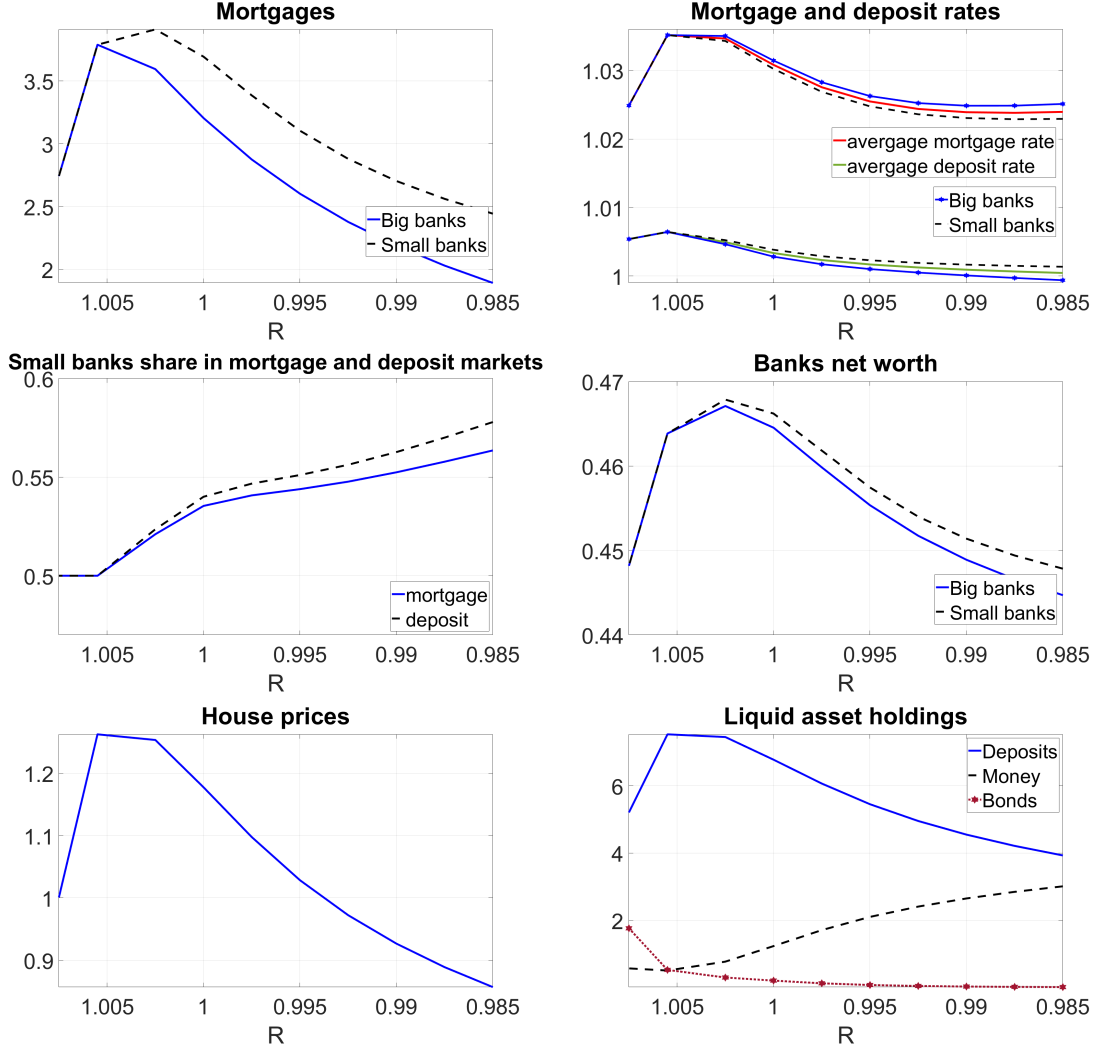 Mortgages
3.5
3
2.5
2
Big banks
Small banks
1.005 1 0.995 0.99 0.985
R
Mortgage and deposit rates
1.03
1.02
1.01
1
avergage mortgage rate
avergage deposit rate
Big banks
Small banks
1.005 1 0.995 0.99 0.985
R
Small banks share in mortgage and deposit markets
0.6
0.55
0.5
mortgage
deposit
1.005 1 0.995 0.99 0.985
R
Banks net worth
0.47
0.46
0.45
0.44
Big banks
Small banks
1.005 1 0.995 0.99 0.985
R
House prices
1.2
1.1
1
0.9
1.005 1 0.995 0.99 0.985
R
Liquid asset holdings
6
4
2
Deposits
Money
Bonds
1.005 1 0.995 0.99 0.985
R